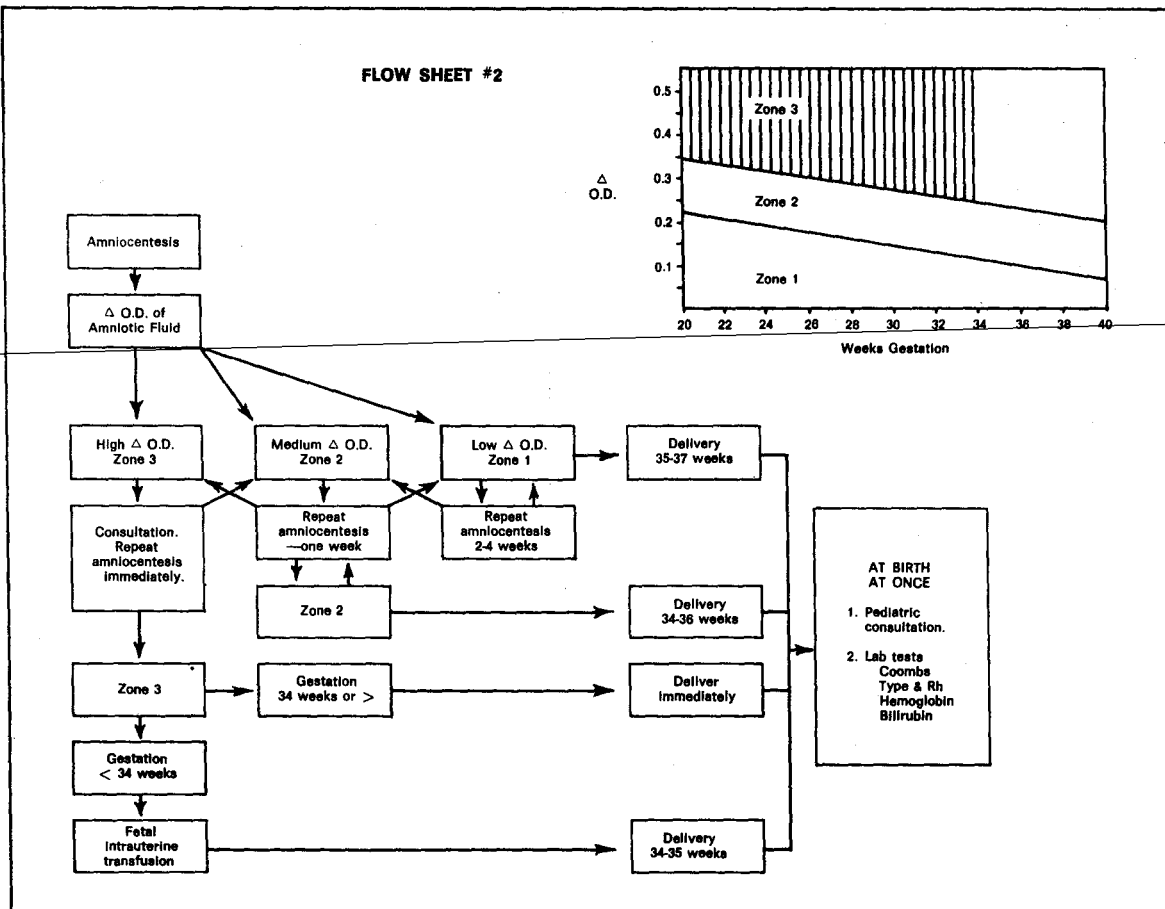 FLOW SHEET #2
0.5
0.4
0.3
0.2
0.1
Δ
O.D.
Zone 3
Zone 2
Zone 1
20 22 24 26 28 30 32 34 36 38 40
Weeks Gestation
Amniocentesis
Δ O.D. of
Amniotic Fluid
High Δ O.D.
Zone 3
Medium Δ O.D.
Zone 2
Low Δ O.D.
Zone 1
Delivery
35-37 weeks
Consultation.
Repeat
amniocentesis
immediately.
Repeat
amniocentesis
—one week
Repeat
amniocentesis
2-4 weeks
Zone 2
Delivery
34-36 weeks
Zone 3
Gestation
34 weeks or >
Deliver
immediately
Gestation
< 34 weeks
Fetal
intrauterine
transfusion
Delivery
34-35 weeks
AT BIRTH
AT ONCE
1. Pediatric
consultation.
2. Lab tests
Coombs
Type & Rh
Hemoglobin
Bilirubin